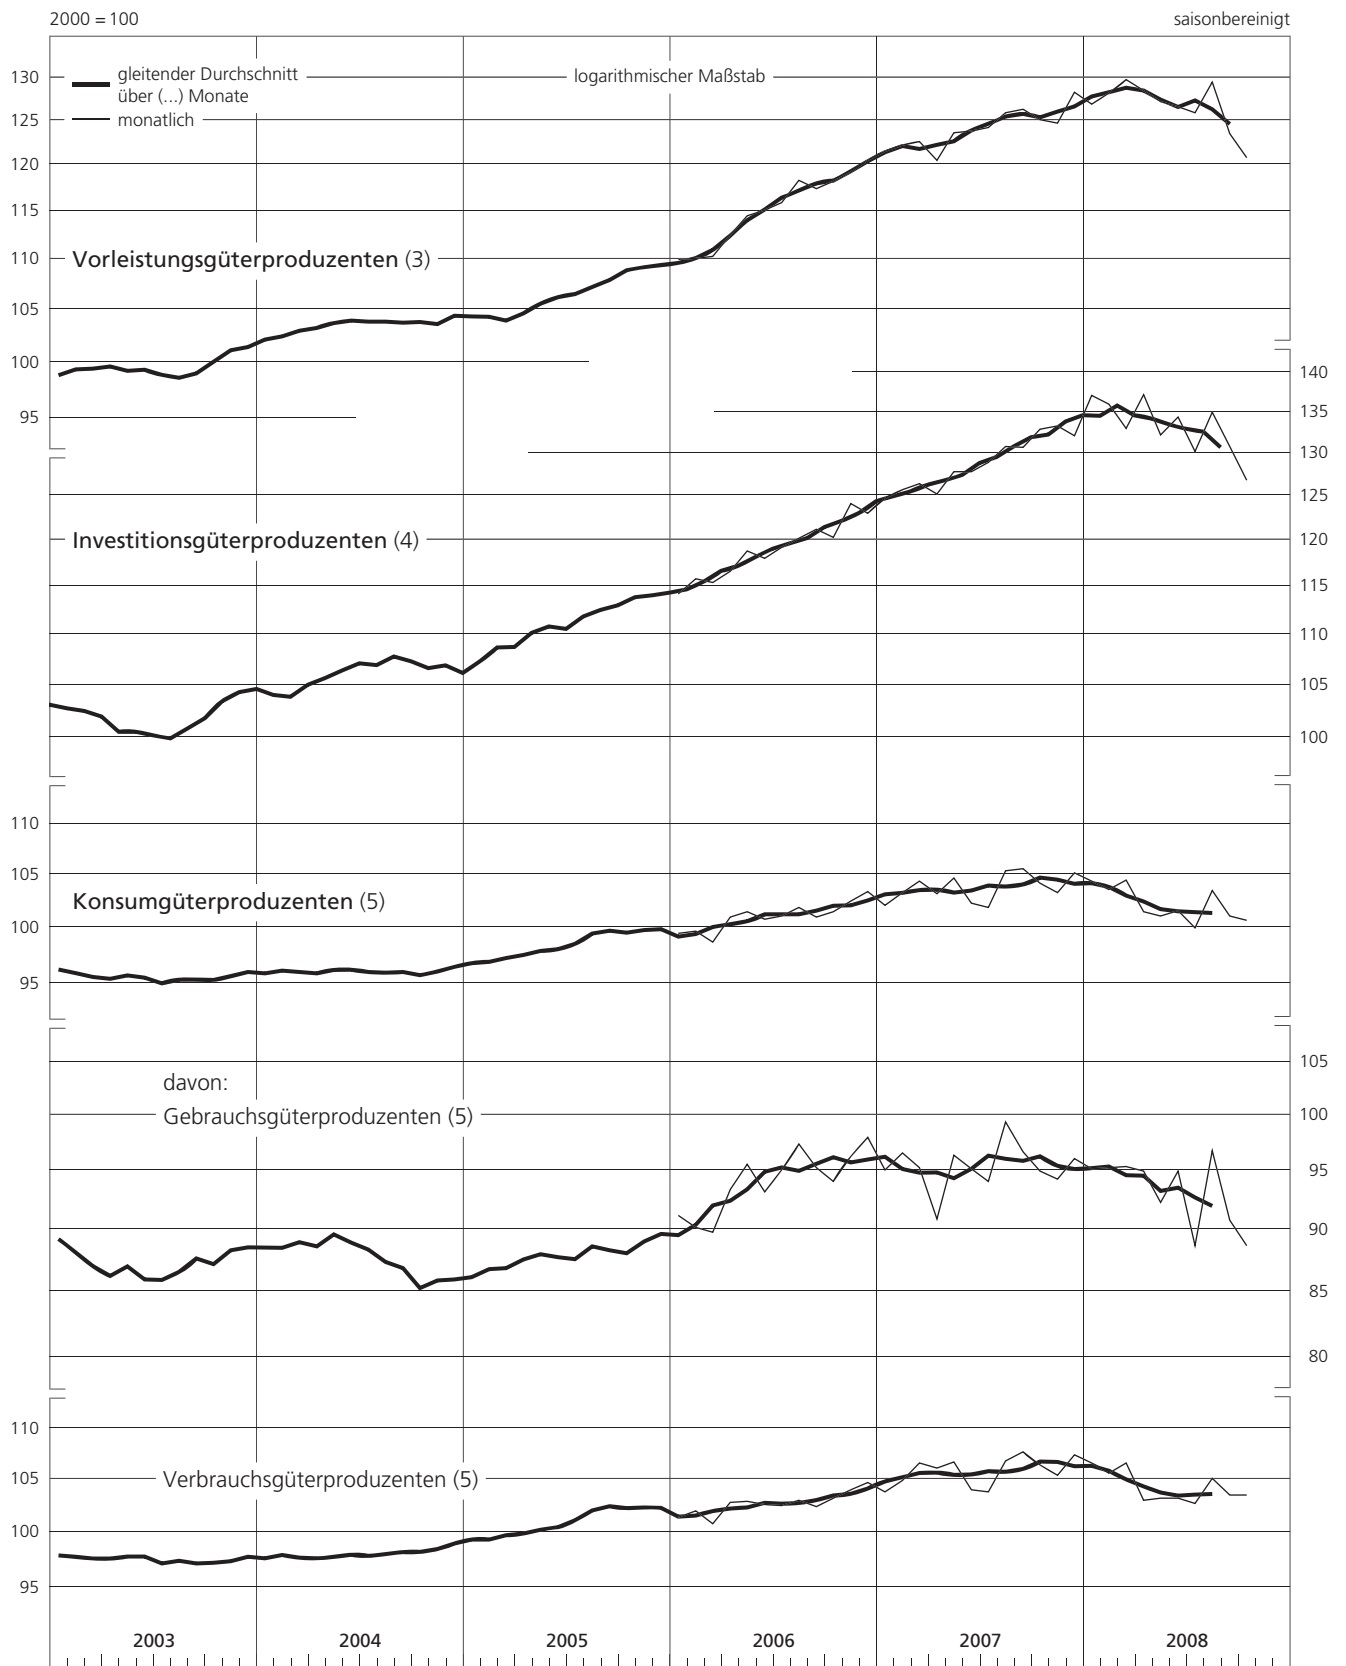 2000 = 100
saisonbereinigt
130
gleitender Durchschnitt
über (...) Monate
logarithmischer Maßstab
125
monatlich
120
115
110
Vorleistungsgüterproduzenten (3)
105
100
140
95
135
130
125
Investitionsgüterproduzenten (4)
120
115
110
105
100
110
105
Konsumgüterproduzenten (5)
100
95
105
davon:
Gebrauchsgüterproduzenten (5)
100
95
90
85
80
110
105
Verbrauchsgüterproduzenten (5)
100
95
2003 2004 2005 2006 2007 2008